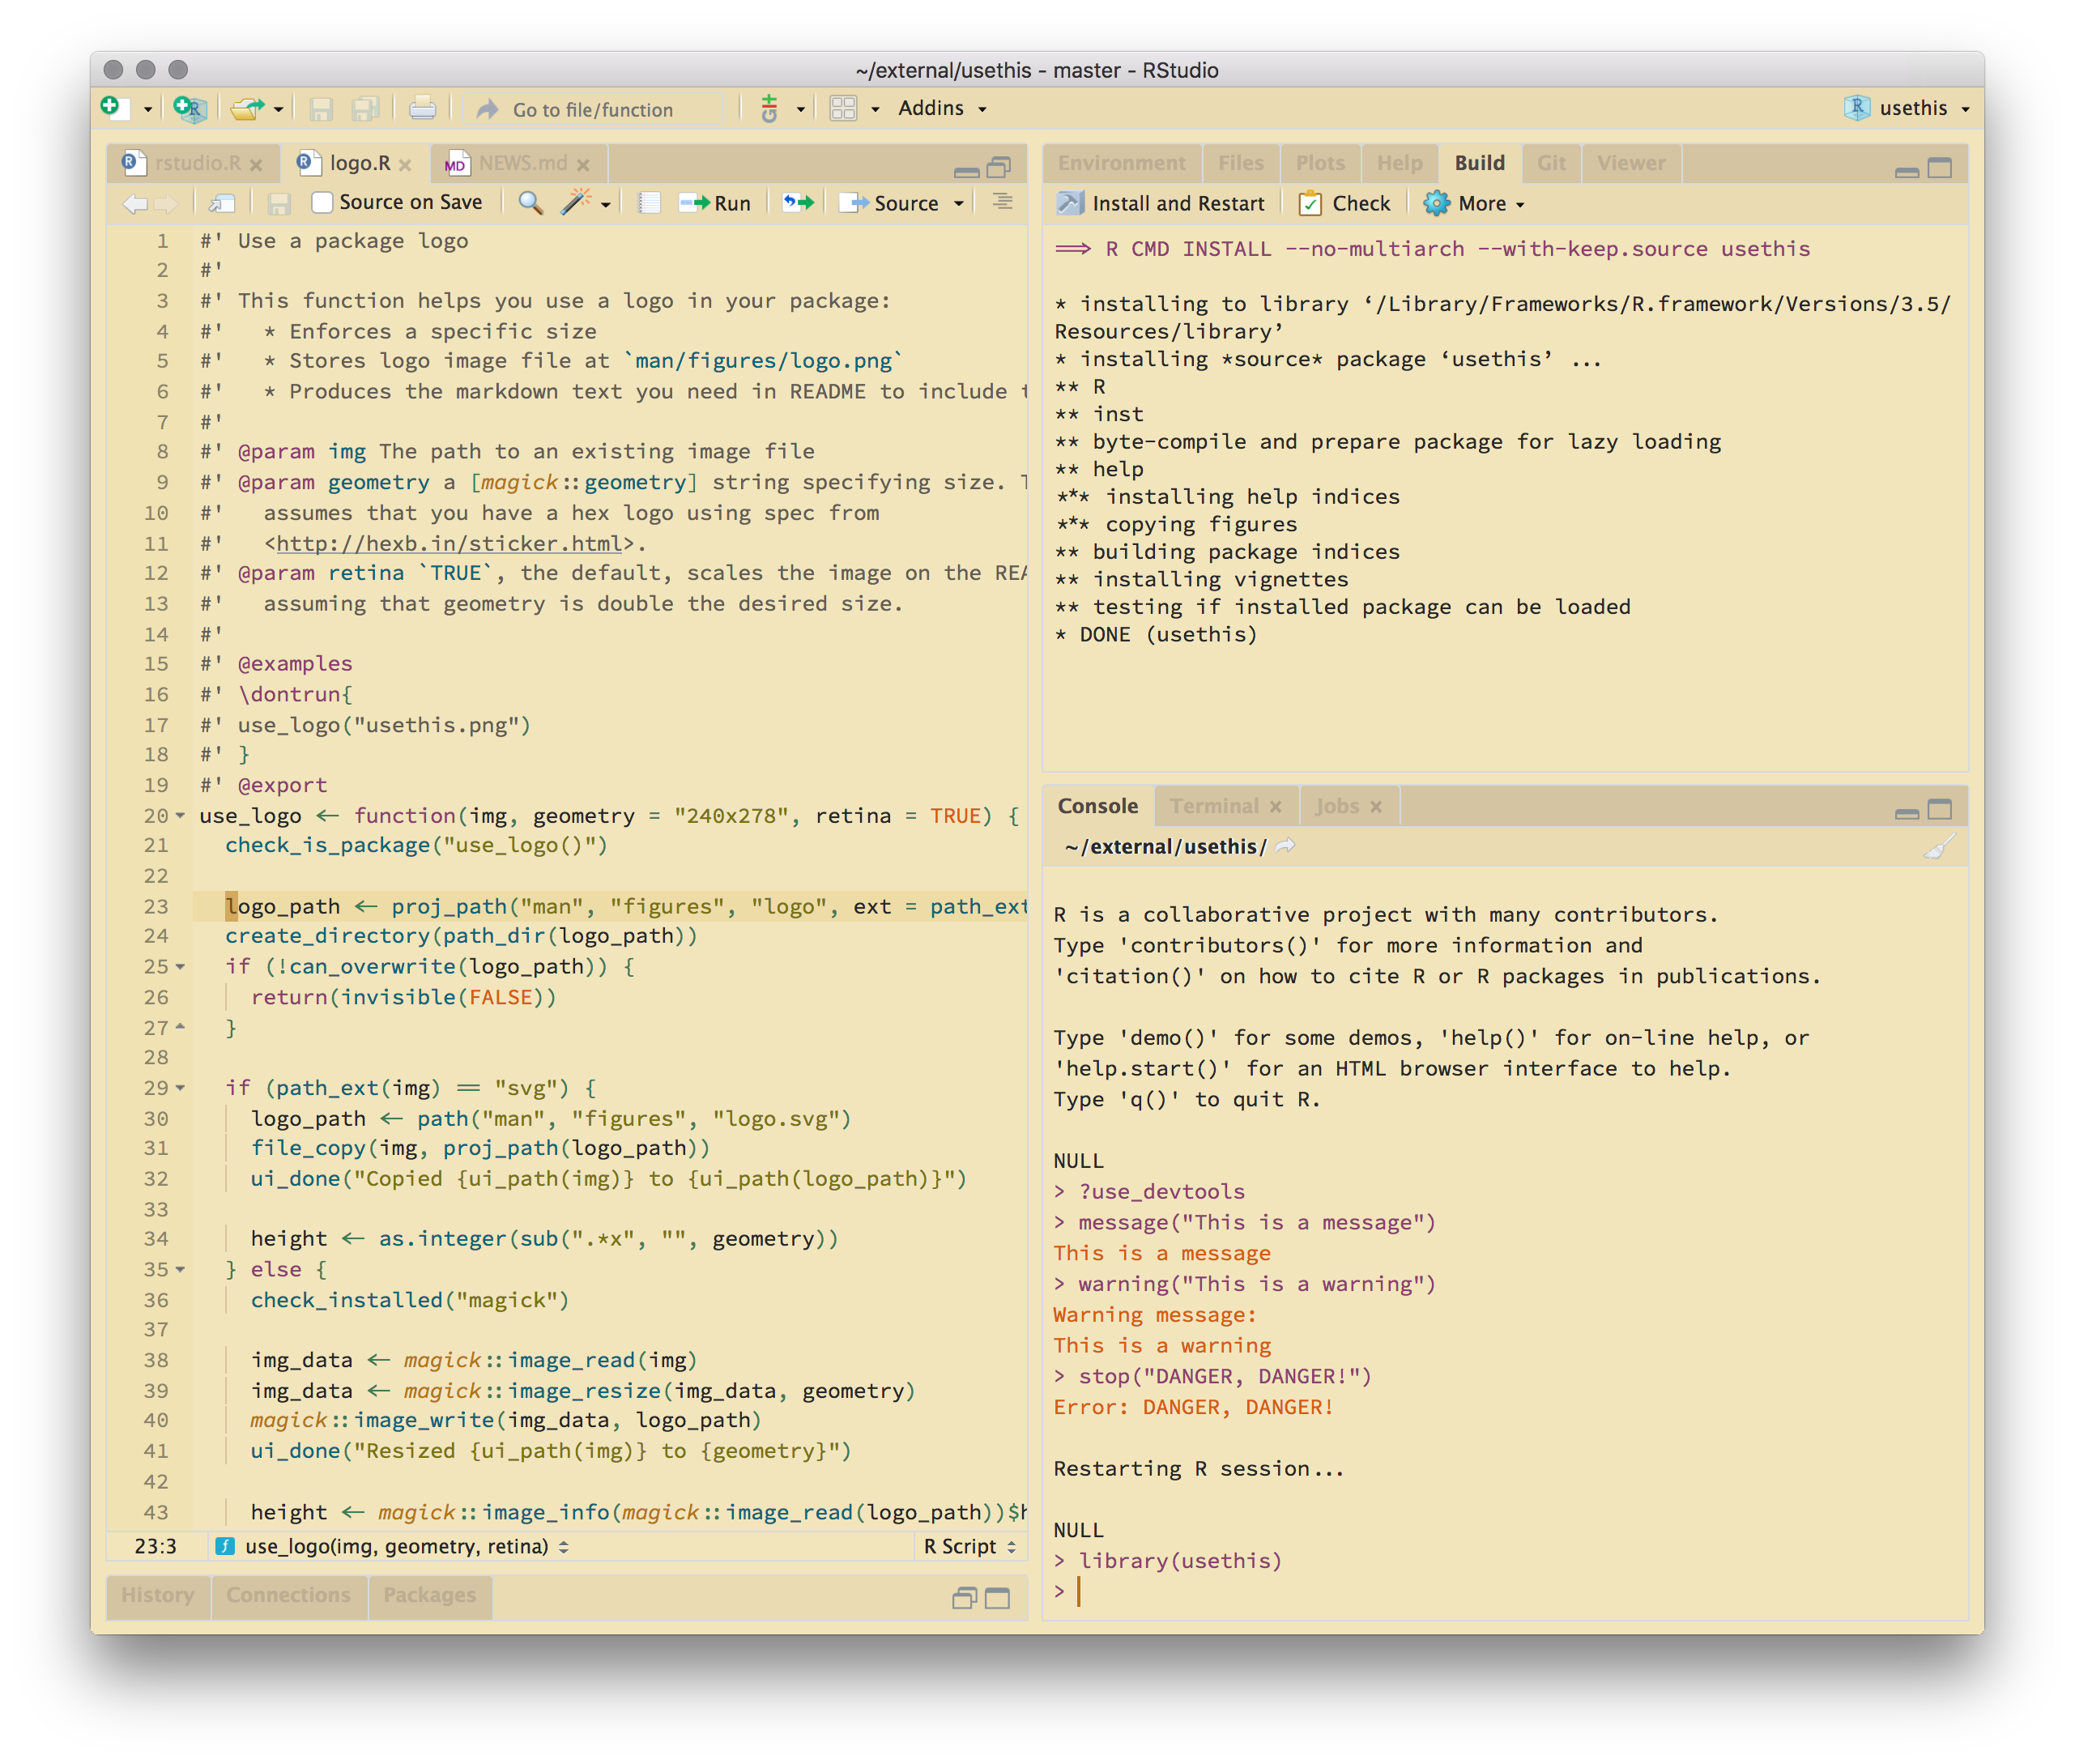 ~/external/usethis - master - RStudio
Go to file/function
Addins
usethis
rstudio.R
logo.R
NEWS.md
Source on Save
Run
Source
1 #' Use a package logo
2 #'
3 #' This function helps you use a logo in your package:
4 #'   * Enforces a specific size
5 #'   * Stores logo image file at `man/figures/logo.png`
6 #'   * Produces the markdown text you need in README to include t
7 #'
8 #' @param img The path to an existing image file
9 #' @param geometry a [magick::geometry] string specifying size. T
10 #'   assumes that you have a hex logo using spec from
11 #'   <http://hexb.in/sticker.html>.
12 #' @param retina `TRUE`, the default, scales the image on the REA
13 #'   assuming that geometry is double the desired size.
14 #'
15 #' @examples
16 #' \dontrun{
17 #' use_logo("usethis.png")
18 #' }
19 #' @export
20 use_logo <- function(img, geometry = "240x278", retina = TRUE) {
21   check_is_package("use_logo()")
22
23   logo_path <- proj_path("man", "figures", "logo", ext = path_ext
24   create_directory(path_dir(logo_path))
25   if (!can_overwrite(logo_path)) {
26     return(invisible(FALSE))
27   }
28
29   if (path_ext(img) == "svg") {
30     logo_path <- path("man", "figures", "logo.svg")
31     file_copy(img, proj_path(logo_path))
32     ui_done("Copied {ui_path(img)} to {ui_path(logo_path)}")
33
34     height <- as.integer(sub(".*x", "", geometry))
35   } else {
36     check_installed("magick")
37
38     img_data <- magick::image_read(img)
39     img_data <- magick::image_resize(img_data, geometry)
40     magick::image_write(img_data, logo_path)
41     ui_done("Resized {ui_path(img)} to {geometry}")
42
43     height <- magick::image_info(magick::image_read(logo_path))$h
23:3
use_logo(img, geometry, retina)
R Script
History
Connections
Packages
Environment
Files
Plots
Help
Build
Git
Viewer
Install and Restart
Check
More
==> R CMD INSTALL --no-multiarch --with-keep.source usethis
* installing to library ‘/Library/Frameworks/R.framework/Versions/3.5/
Resources/library’
* installing *source* package ‘usethis’ ...
** R
** inst
** byte-compile and prepare package for lazy loading
** help
*** installing help indices
*** copying figures
** building package indices
** installing vignettes
** testing if installed package can be loaded
* DONE (usethis)
Console
Terminal
Jobs
~/external/usethis/
R is a collaborative project with many contributors.
Type 'contributors()' for more information and
'citation()' on how to cite R or R packages in publications.
Type 'demo()' for some demos, 'help()' for on-line help, or
'help.start()' for an HTML browser interface to help.
Type 'q()' to quit R.
NULL
> ?use_devtools
> message("This is a message")
This is a message
> warning("This is a warning")
Warning message:
This is a warning
> stop("DANGER, DANGER!")
Error: DANGER, DANGER!
Restarting R session...
NULL
> library(usethis)
>